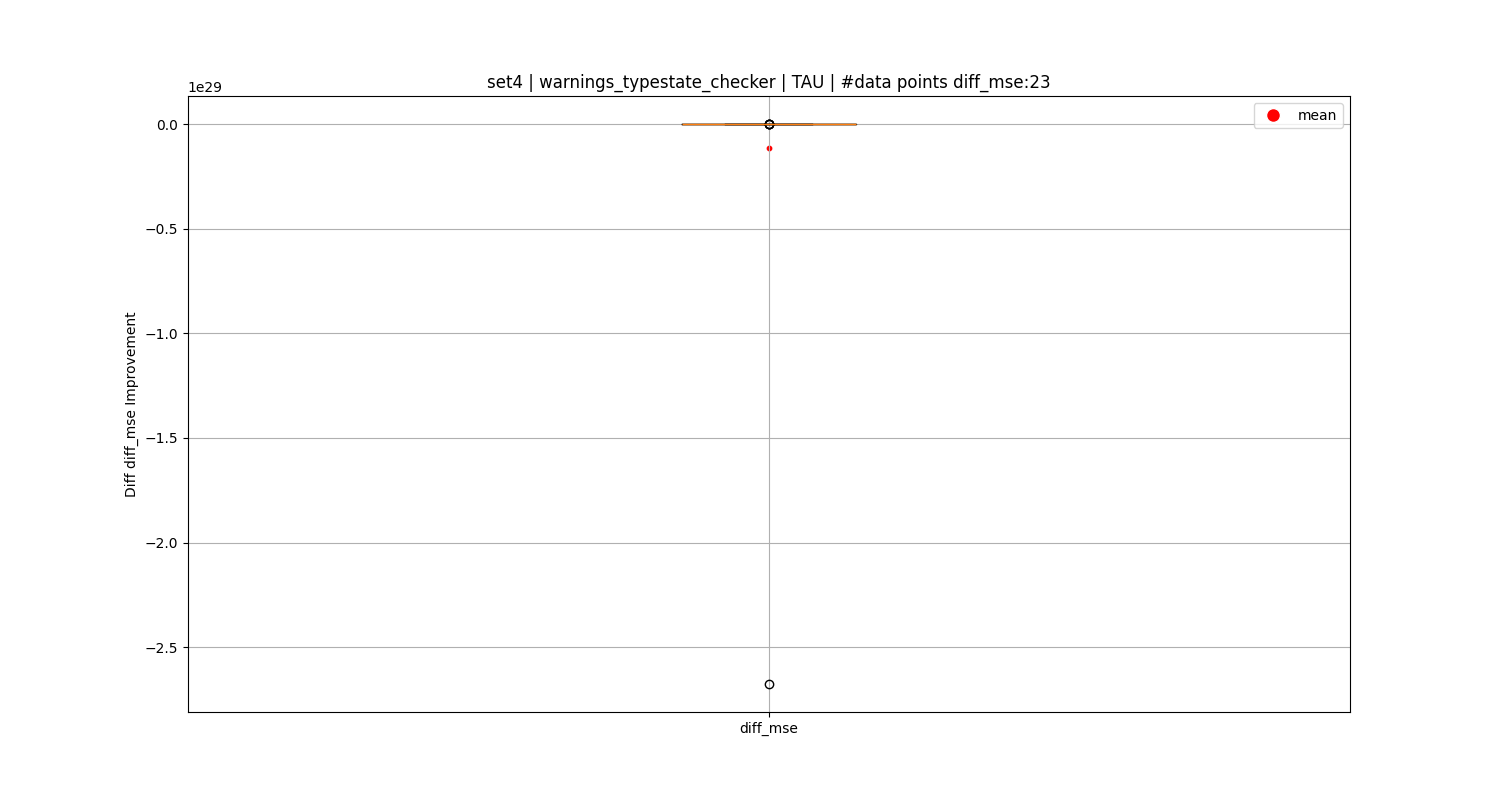 set4 | warnings_typestate_checker | TAU | #data points diff_mse:23
1e29
mean
0.0
−0.5
−1.0
−1.5
−2.0
−2.5
Diff diff_mse Improvement
diff_mse